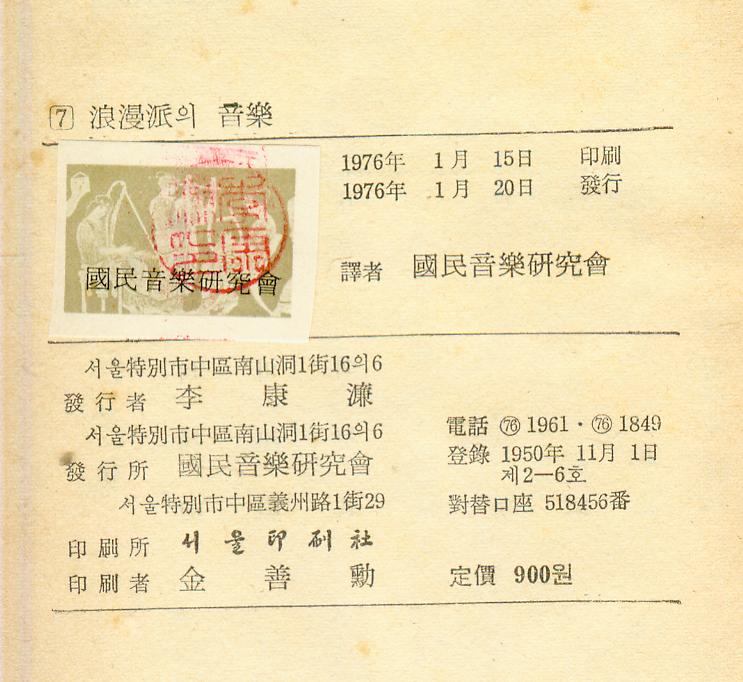 7 浪漫派의 音樂
1976年 1月 15日 印刷
1976年 1月 20日 發行
國民音樂硏究會
譯者 國民音樂硏究會
서울特別市中區南山洞1街16의6
發行者 李康濂
서울特別市中區南山洞1街16의6
發行所 國民音樂硏究會
서울特別市中區義州路1街29
印刷所 서울印刷社
印刷者 金善勳
電話 ㊆㊅ 1961·㊆㊅ 1849
登錄 1950年 11月 1日
제2—6호
對替口座 518456番
定價 900원